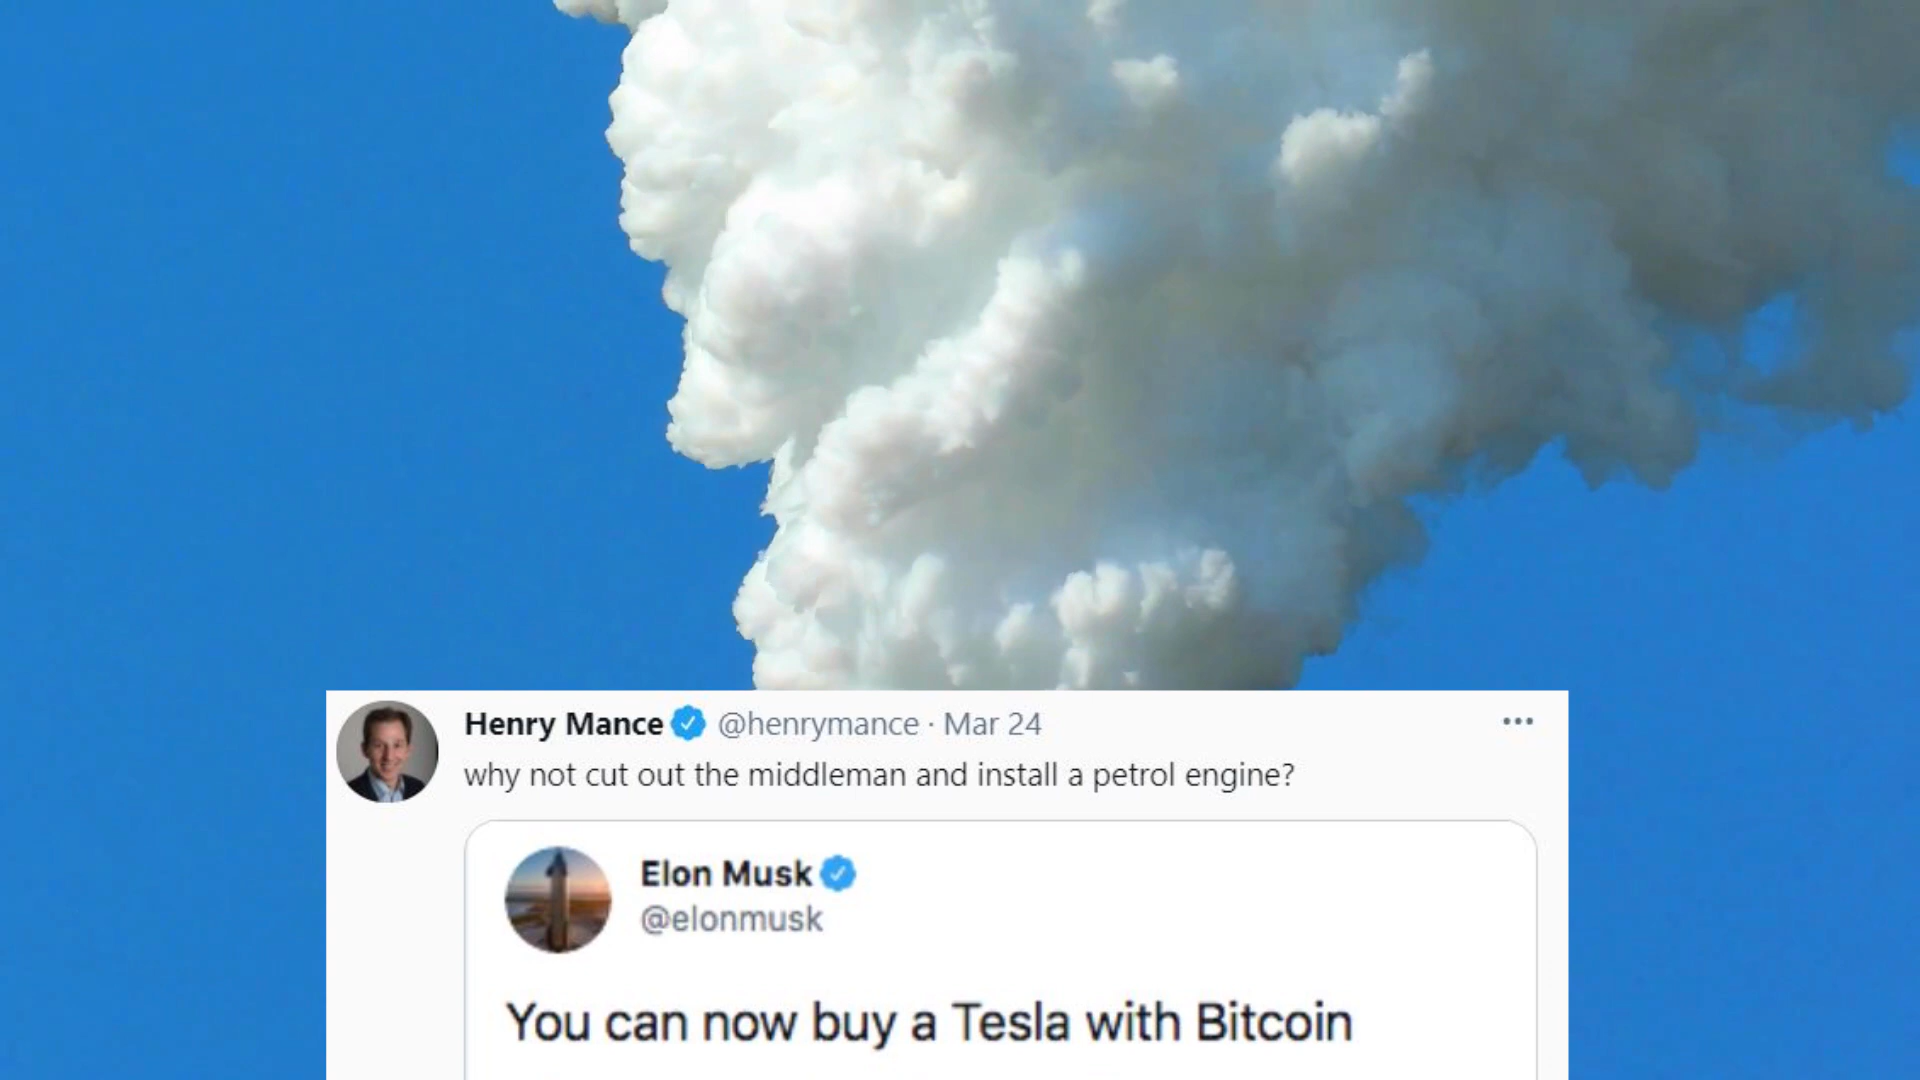 Henry Mance @henrymance · Mar 24
why not cut out the middleman and install a petrol engine?
Elon Musk
@elonmusk
You can now buy a Tesla with Bitcoin